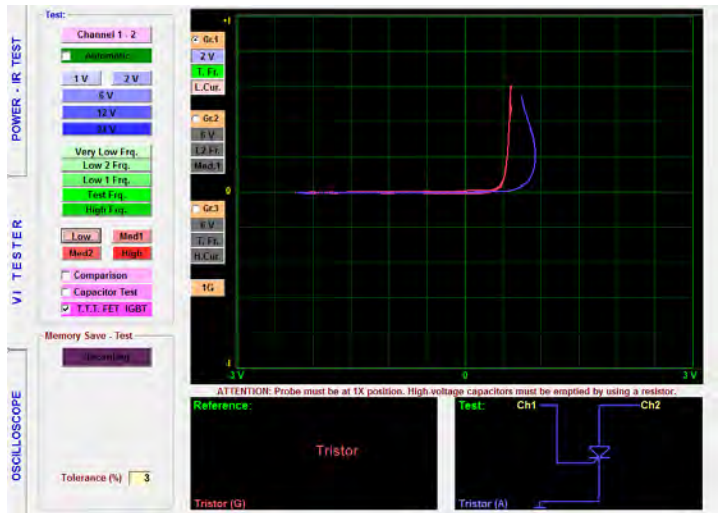 POWER - IR TEST
VI TESTER
OSCILLOSCOPE
Test:
Channel 1 - 2
Automatic
1 V 2 V
6 V
12 V
24 V
Very Low Frq.
Low 2 Frq.
Low 1 Frq.
Test Frq.
High Frq.
Low Med1
Med2 High
Comparison
Capacitor Test
T.T.T. FET IGBT
Memory Save - Test
Recording
Tolerance (%) 3
Gr.1
2 V
T. Fr.
L.Cur.
Gr.2
6 V
L2 Fr.
Med.1
Gr.3
6 V
T. Fr.
H.Cur.
1G
+1
0
-1
-3 V 0 3 V
ATTENTION: Probe must be at 1X position. High-voltage capacitors must be emptied by using a resistor.
Reference:
Tristor
Tristor (G)
Test: Ch1 Ch2
Tristor (A)